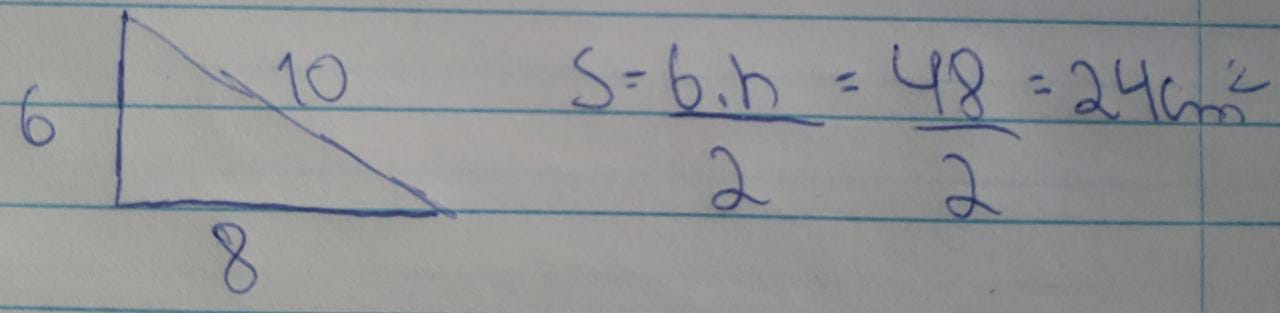 6
10
8
S = b.h / 2 = 48 / 2 = 24cm²